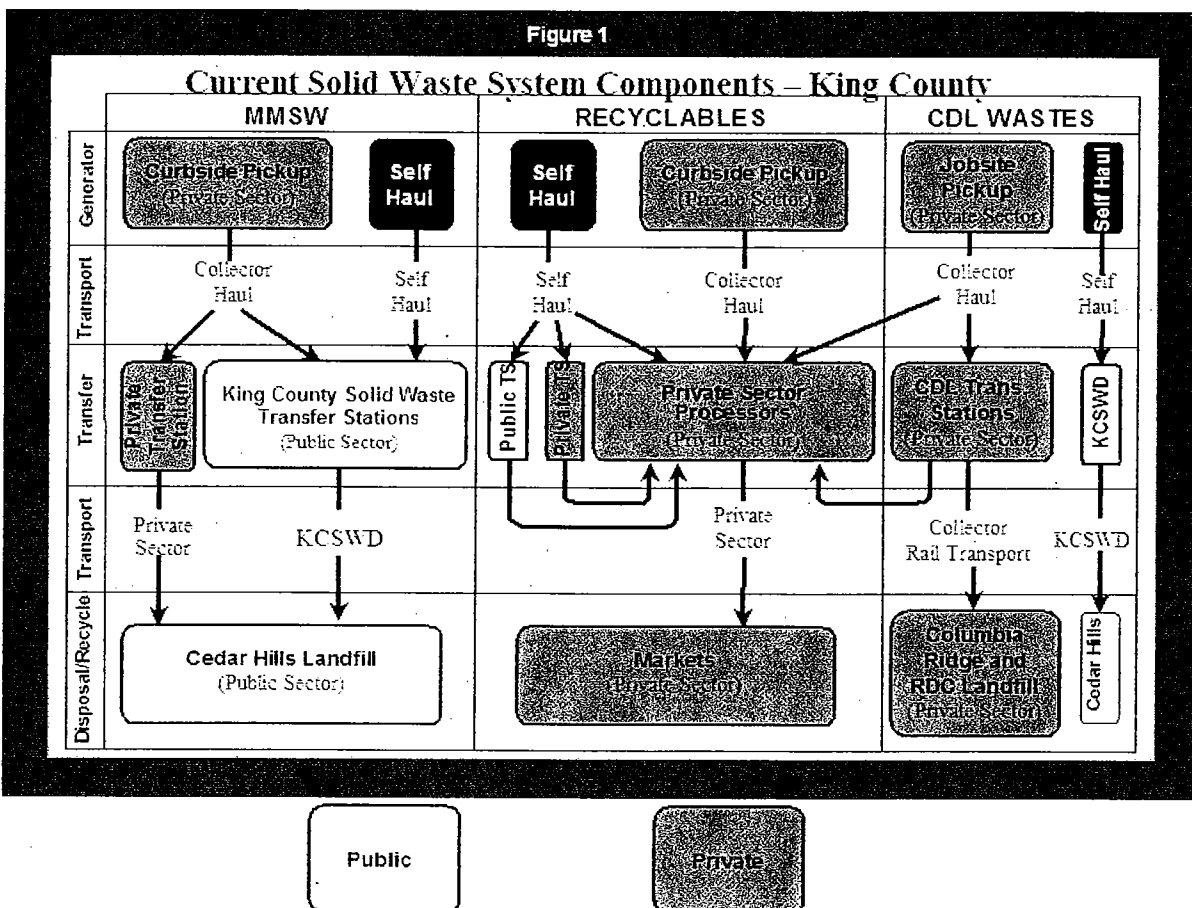 Figure 1
Current Solid Waste System Components – King County
MMSW
RECYCLABLES
CDL WASTES
Generator
Curbside Pickup
(Private Sector)
Self
Haul
Self
Haul
Curbside Pickup
(Private Sector)
Jobsite
Pickup
(Private Sector)
Self Haul
Transport
Collector
Haul
Self
Haul
Self
Haul
Collector
Haul
Collector
Haul
Self
Haul
Transfer
Private
Transfer
Station
King County Solid Waste
Transfer Stations
(Public Sector)
Public TS
Private TS
Private Sector
Processors
(Private Sector)
CDL Trans
Stations
(Private Sector)
KCSWD
Transport
Private
Sector
KCSWD
Private
Sector
Collector
Rail Transport
KCSWD
Disposal/Recycle
Cedar Hills Landfill
(Public Sector)
Markets
(Private Sector)
Columbia
Ridge and
RDC Landfill
(Private Sector)
Cedar Hills
Public
Private